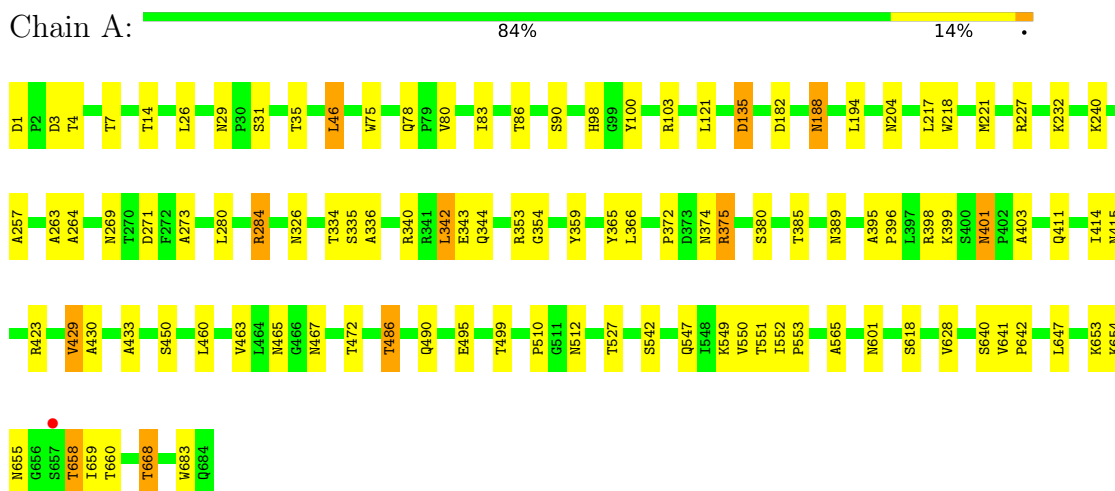 Chain A:
84% 14% •
D1 P2 D3 T4 T7 T14 L26 N29 P30 S31 T35 L46 W75 Q78 P79 V80 I83 T86 S90 H98 G99 Y100 R103 L121 D135 D182 N188 L194 N204 L217 W218 M221 R227 K232 K240
A257 A263 A264 N269 T270 D271 F272 A273 L280 R284 N326 T334 S335 A336 R340 R341 L342 E343 Q344 R353 G354 Y359 Y365 L366 P372 D373 N374 R375 S380 T385 N389 A395 P396 L397 R398 K399 S400 N401 P402 A403 Q411 I414
R423 V429 A430 A433 S450 L460 V463 L464 N465 G466 N467 T472 T486 Q490 E495 T499 P510 G511 N512 T527 S542 Q547 I548 K549 V550 T551 I552 P553 A565 N601 S618 V628 S640 V641 P642 L647 K653 K654
N655 G656 S657 T658 I659 T660 T668 W683 Q684